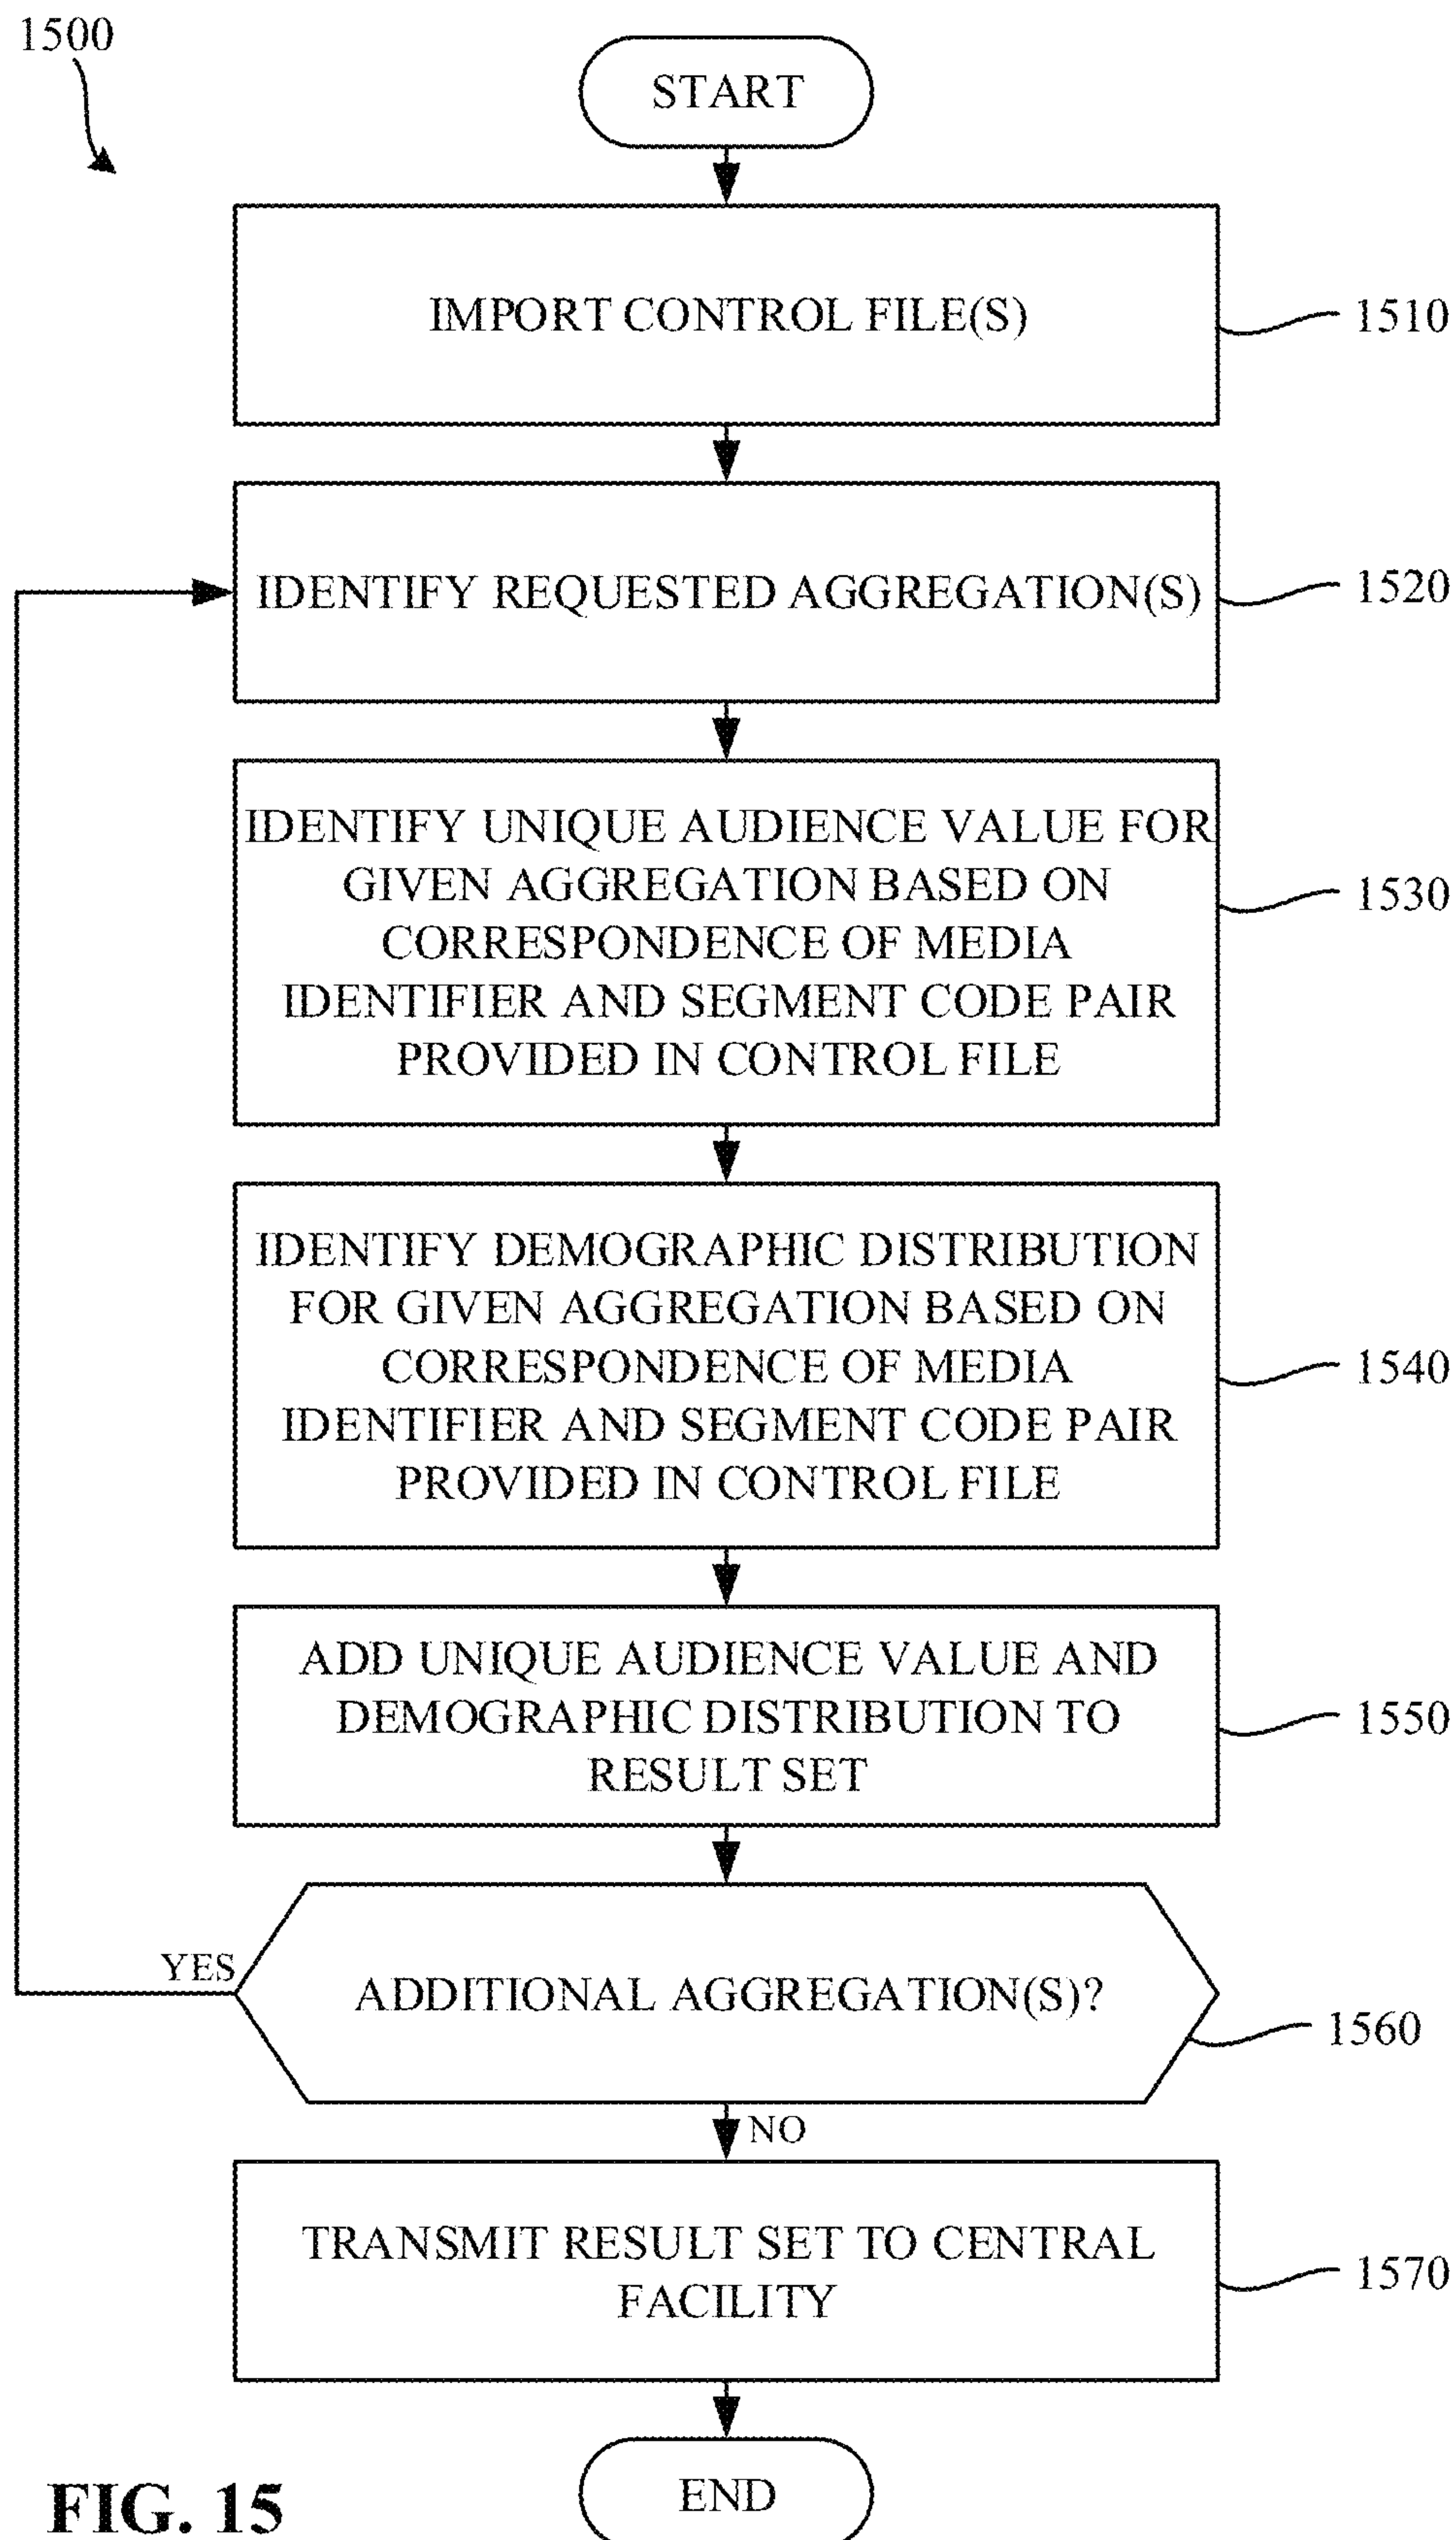 1500
START
IMPORT CONTROL FILE(S)
1510
IDENTIFY REQUESTED AGGREGATION(S)
1520
IDENTIFY UNIQUE AUDIENCE VALUE FOR
GIVEN AGGREGATION BASED ON
CORRESPONDENCE OF MEDIA
IDENTIFIER AND SEGMENT CODE PAIR
PROVIDED IN CONTROL FILE
1530
IDENTIFY DEMOGRAPHIC DISTRIBUTION
FOR GIVEN AGGREGATION BASED ON
CORRESPONDENCE OF MEDIA
IDENTIFIER AND SEGMENT CODE PAIR
PROVIDED IN CONTROL FILE
1540
ADD UNIQUE AUDIENCE VALUE AND
DEMOGRAPHIC DISTRIBUTION TO
RESULT SET
1550
YES
ADDITIONAL AGGREGATION(S)?
1560
NO
TRANSMIT RESULT SET TO CENTRAL
FACILITY
1570
END
FIG. 15